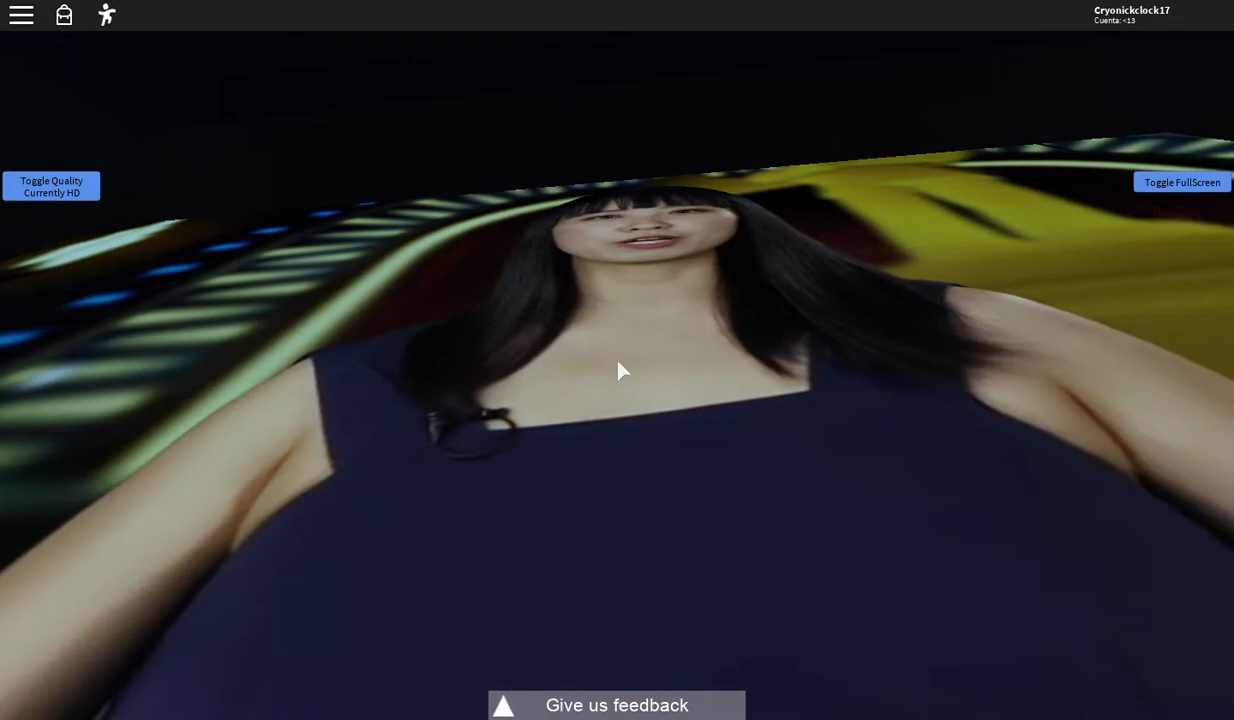 Cryonickclock17
Cuenta: <13
Toggle Quality
Currently HD
Toggle FullScreen
Give us feedback